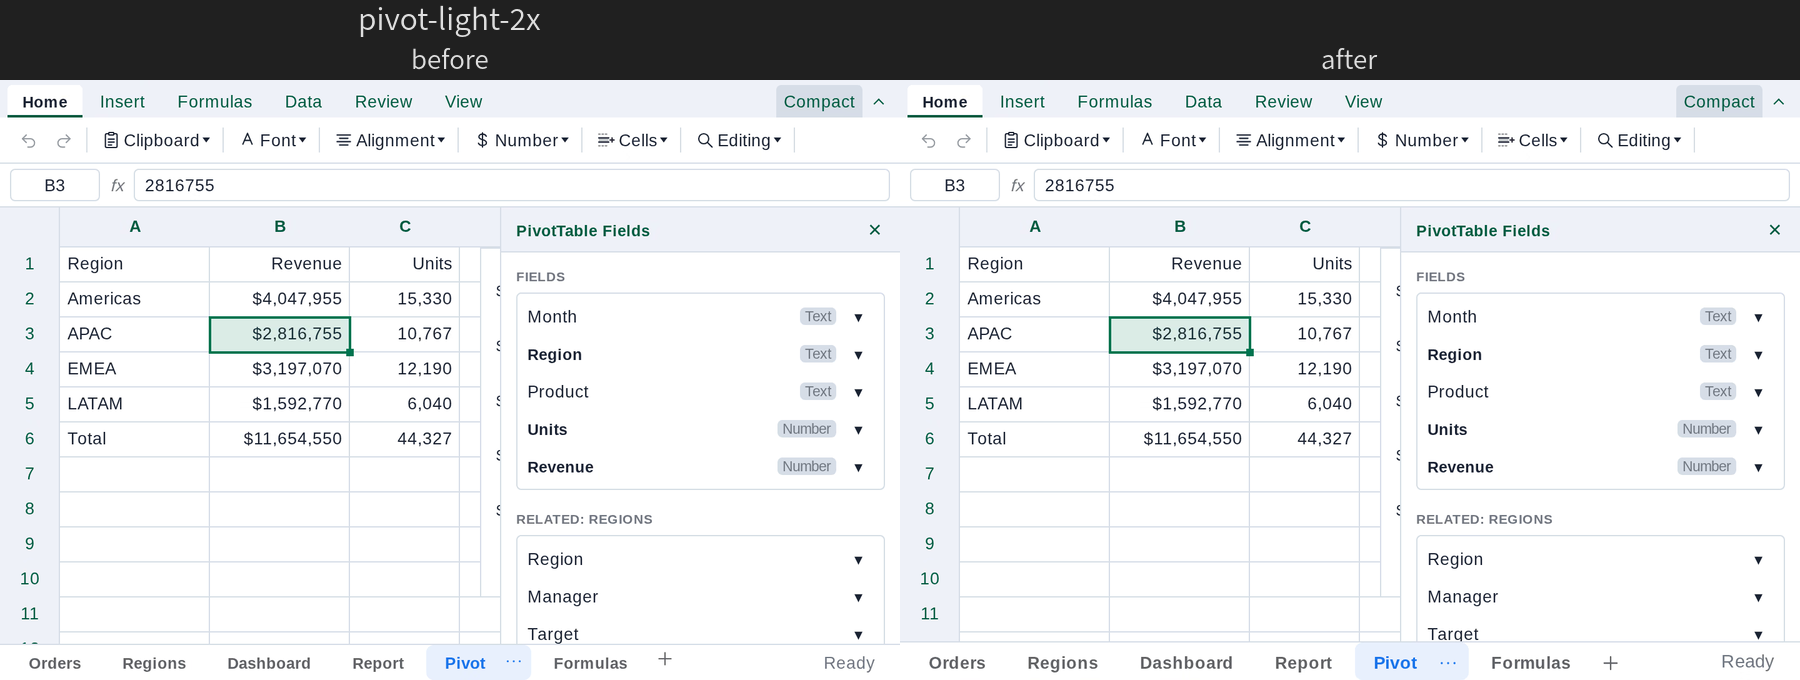 pivot-light-2x
before
after
Home Insert Formulas Data Review View Compact
Clipboard Font Alignment $ Number Cells Editing
B3 fx 2816755
A B C PivotTable Fields
1 Region Revenue Units
FIELDS
2 Americas $4,047,955 15,330
Month Text
3 APAC $2,816,755 10,767
Region Text
4 EMEA $3,197,070 12,190
Product Text
5 LATAM $1,592,770 6,040
Units Number
6 Total $11,654,550 44,327
Revenue Number
7
8
RELATED: REGIONS
9
Region
10
Manager
11
Target
Orders Regions Dashboard Report Pivot ... Formulas + Ready
Home Insert Formulas Data Review View Compact
Clipboard Font Alignment $ Number Cells Editing
B3 fx 2816755
A B C PivotTable Fields
1 Region Revenue Units
FIELDS
2 Americas $4,047,955 15,330
Month Text
3 APAC $2,816,755 10,767
Region Text
4 EMEA $3,197,070 12,190
Product Text
5 LATAM $1,592,770 6,040
Units Number
6 Total $11,654,550 44,327
Revenue Number
7
8
RELATED: REGIONS
9
Region
10
Manager
11
Target
Orders Regions Dashboard Report Pivot ... Formulas + Ready